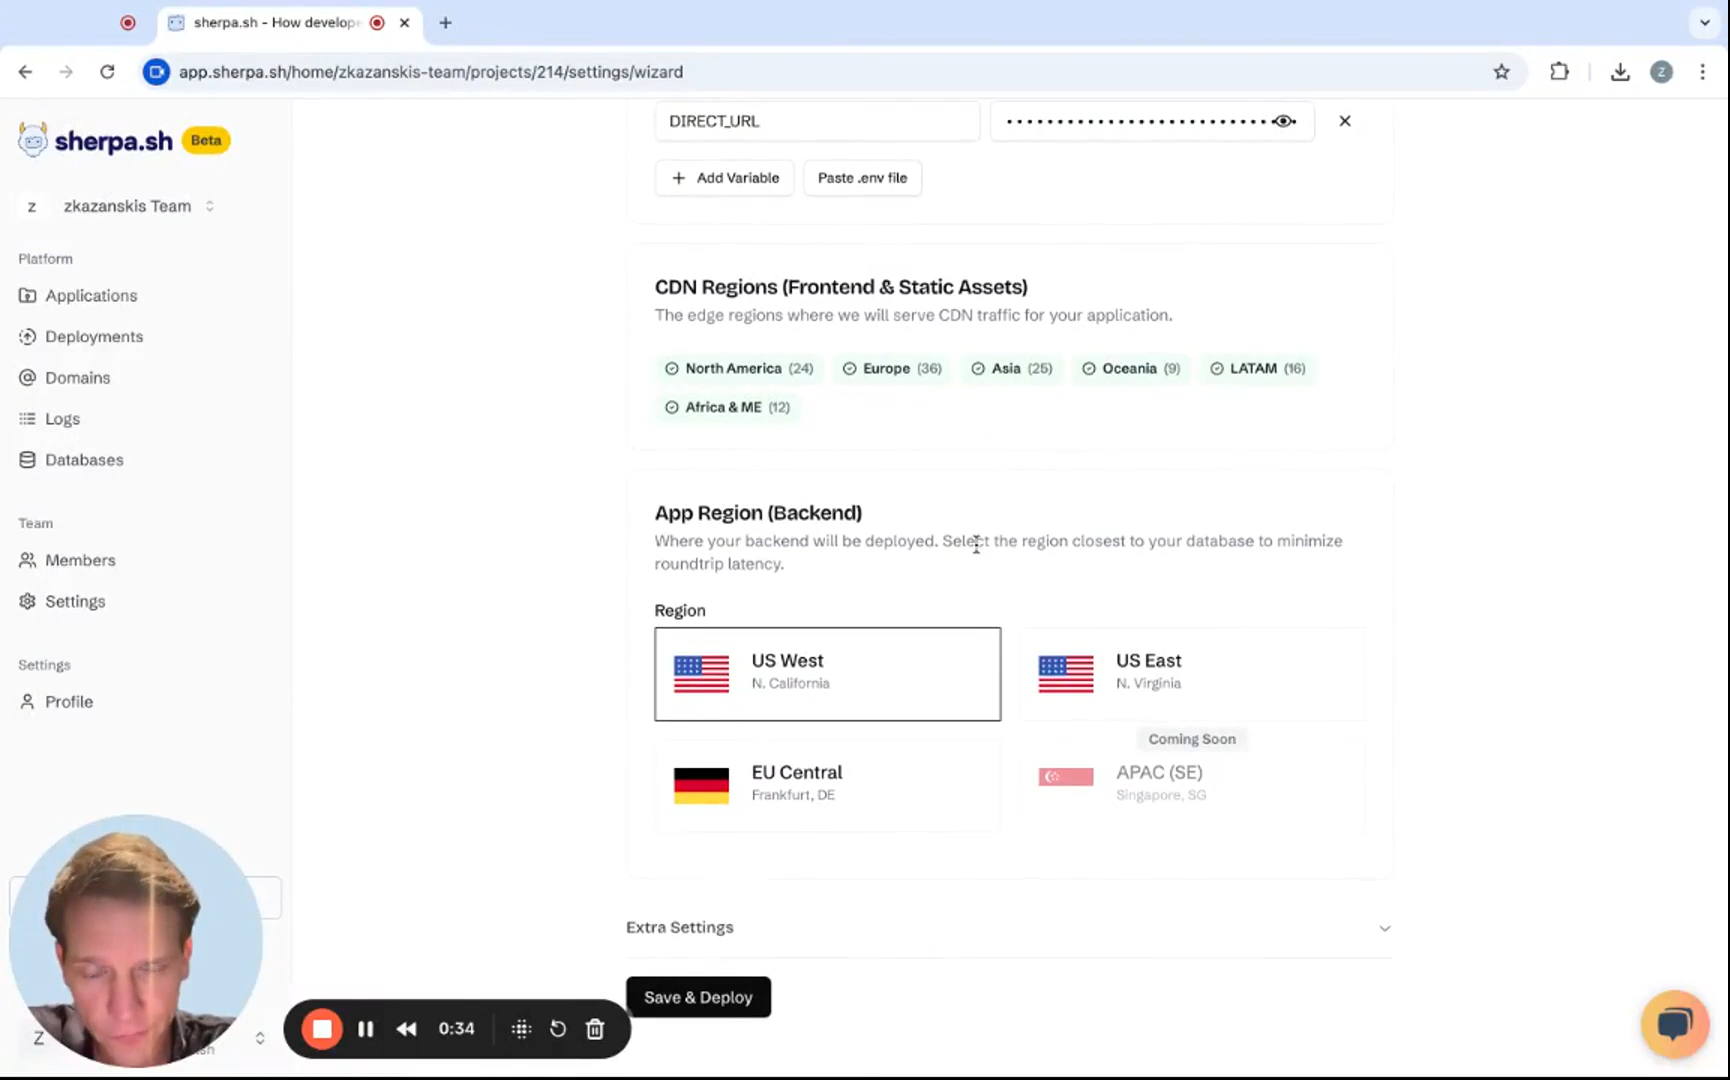 sherpa.sh - How develope
app.sherpa.sh/home/zkazanskis-team/projects/214/settings/wizard
Z
sherpa.sh Beta
z zkazanskis Team
Platform
Applications
Deployments
Domains
Logs
Databases
Team
Members
Settings
Settings
Profile
Z
DIRECT_URL
Add Variable Paste .env file
CDN Regions (Frontend & Static Assets)
The edge regions where we will serve CDN traffic for your application.
North America (24) Europe (36) Asia (25) Oceania (9) LATAM (16)
Africa & ME (12)
App Region (Backend)
Where your backend will be deployed. Select the region closest to your database to minimize
roundtrip latency.
Region
US West
N. California
US East
N. Virginia
EU Central
Frankfurt, DE
Coming Soon
APAC (SE)
Singapore, SG
Extra Settings
Save & Deploy
0:34